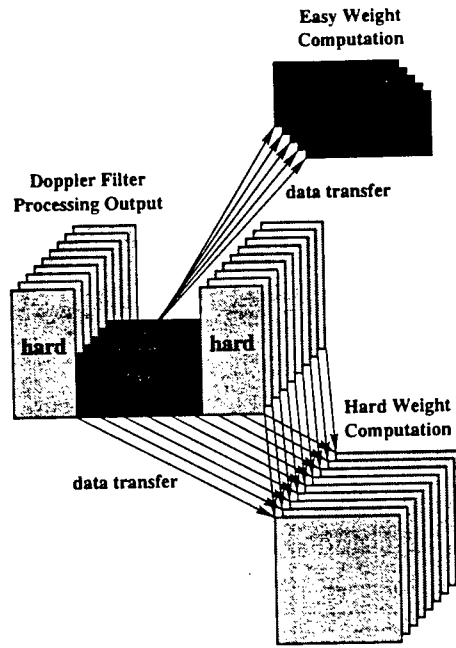 Easy Weight
Computation
Doppler Filter
Processing Output
data transfer
hard
hard
Hard Weight
Computation
data transfer